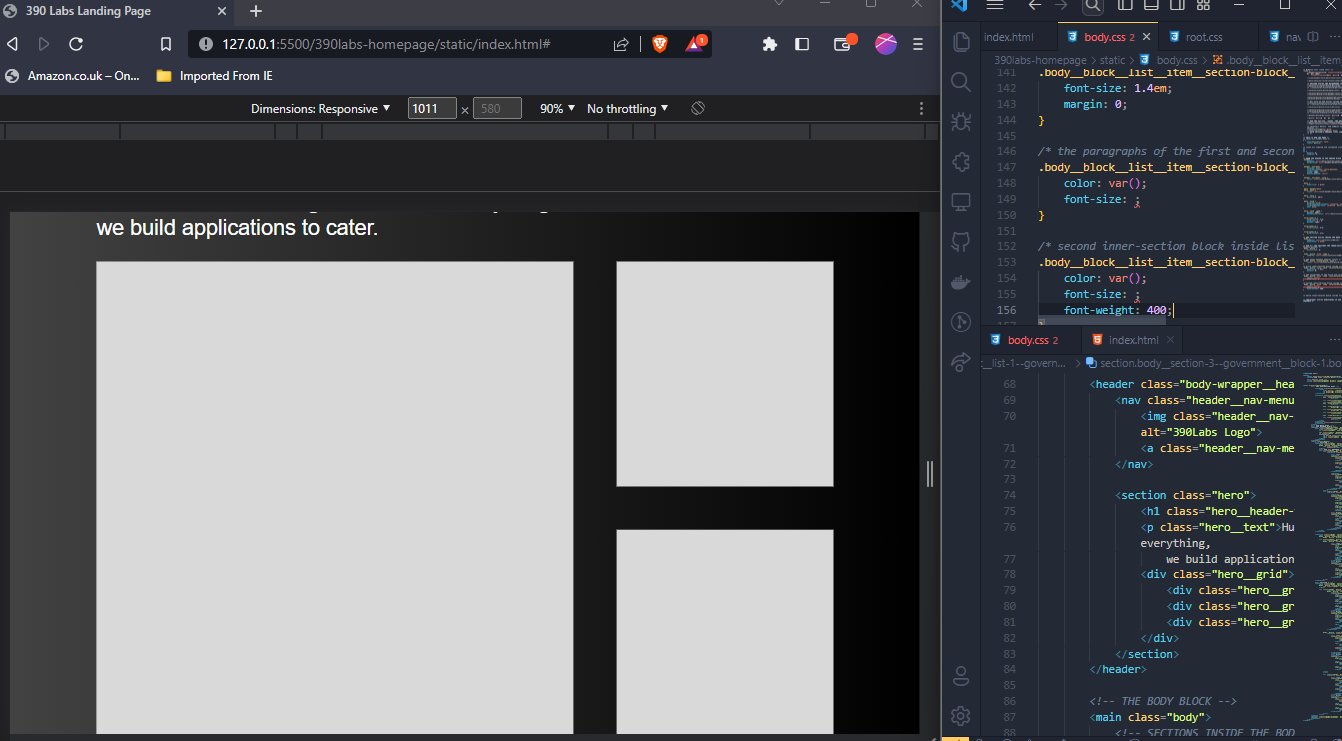 390 Labs Landing Page
127.0.0.1:5500/390labs-homepage/static/index.html#
1
Amazon.co.uk – On...
Imported From IE
Dimensions: Responsive
1011
×
580
90%
No throttling
we build applications to cater.
index.html
body.css 2
root.css
nav
390labs-homepage > static > body.css > .body__block__list__item
141 .body__block__list__item__section-block_
142 font-size: 1.4em;
143 margin: 0;
144 }
145
146 /* the paragraphs of the first and secon
147 .body__block__list__item__section-block_
148 color: var();
149 font-size: ;
150 }
151
152 /* second inner-section block inside lis
153 .body__block__list__item__section-block_
154 color: var();
155 font-size: ;
156 font-weight: 400;
157 }
body.css 2
index.html
:__list-1--govern... > section.body__section-3--government__block-1.bo
68 <header class="body-wrapper__hea
69 <nav class="header__nav-menu
70 <img class="header__nav-
alt="390Labs Logo">
71 <a class="header__nav-me
72 </nav>
73
74 <section class="hero">
75 <h1 class="hero__header-
76 <p class="hero__text">Hu
everything,
77 we build application
78 <div class="hero__grid">
79 <div class="hero__gr
80 <div class="hero__gr
81 <div class="hero__gr
82 </div>
83 </section>
84 </header>
85
86 <!-- THE BODY BLOCK -->
87 <main class="body">
88 <!-- SECTIONS INSIDE THE BOD